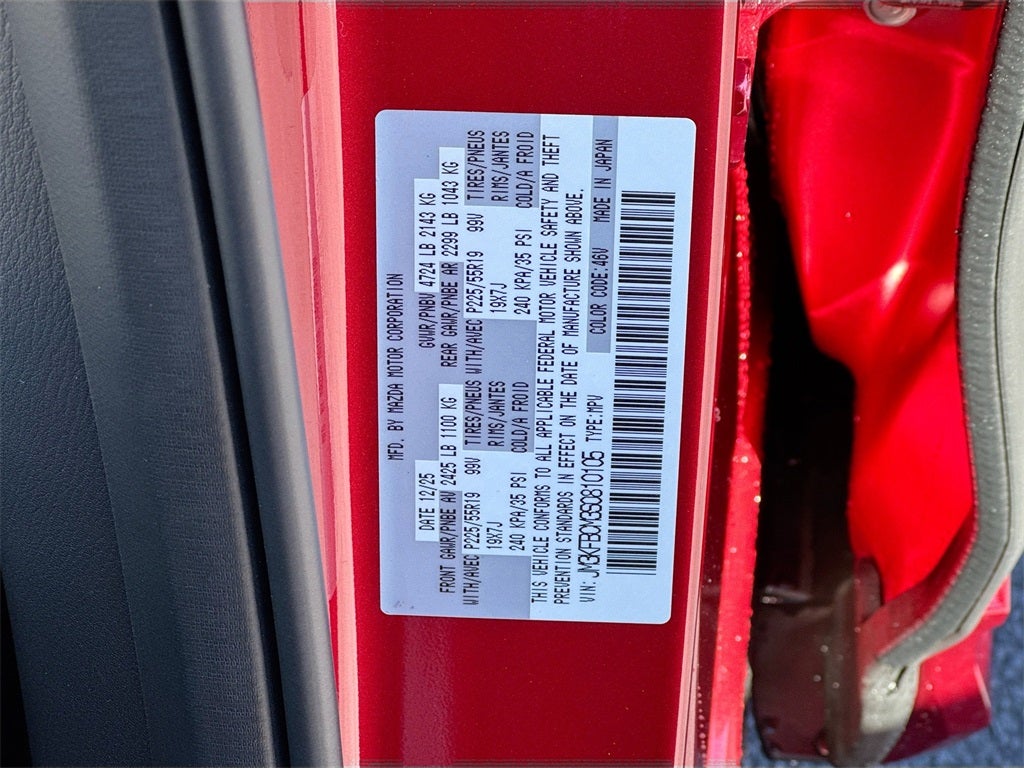 MFD. BY MAZDA MOTOR CORPORATION
DATE 12/25 GVWR/PNBV 4724 LB 2143 KG
FRONT GAWR/PNBE AV 2425 LB 1100 KG REAR GAWR/PNBE AR 2299 LB 1043 KG
WITH/AVEC P225/55R19 99V TIRES/PNEUS WITH/AVEC P225/55R19 99V TIRES/PNEUS
19X7J RIMS/JANTES 19X7J RIMS/JANTES
240 KPA/35 PSI COLD/A FROID 240 KPA/35 PSI COLD/A FROID
THIS VEHICLE CONFORMS TO ALL APPLICABLE FEDERAL MOTOR VEHICLE SAFETY AND THEFT
PREVENTION STANDARDS IN EFFECT ON THE DATE OF MANUFACTURE SHOWN ABOVE.
VIN: JM3KFBCM3S0810105 TYPE:MPV COLOR CODE:46V MADE IN JAPAN